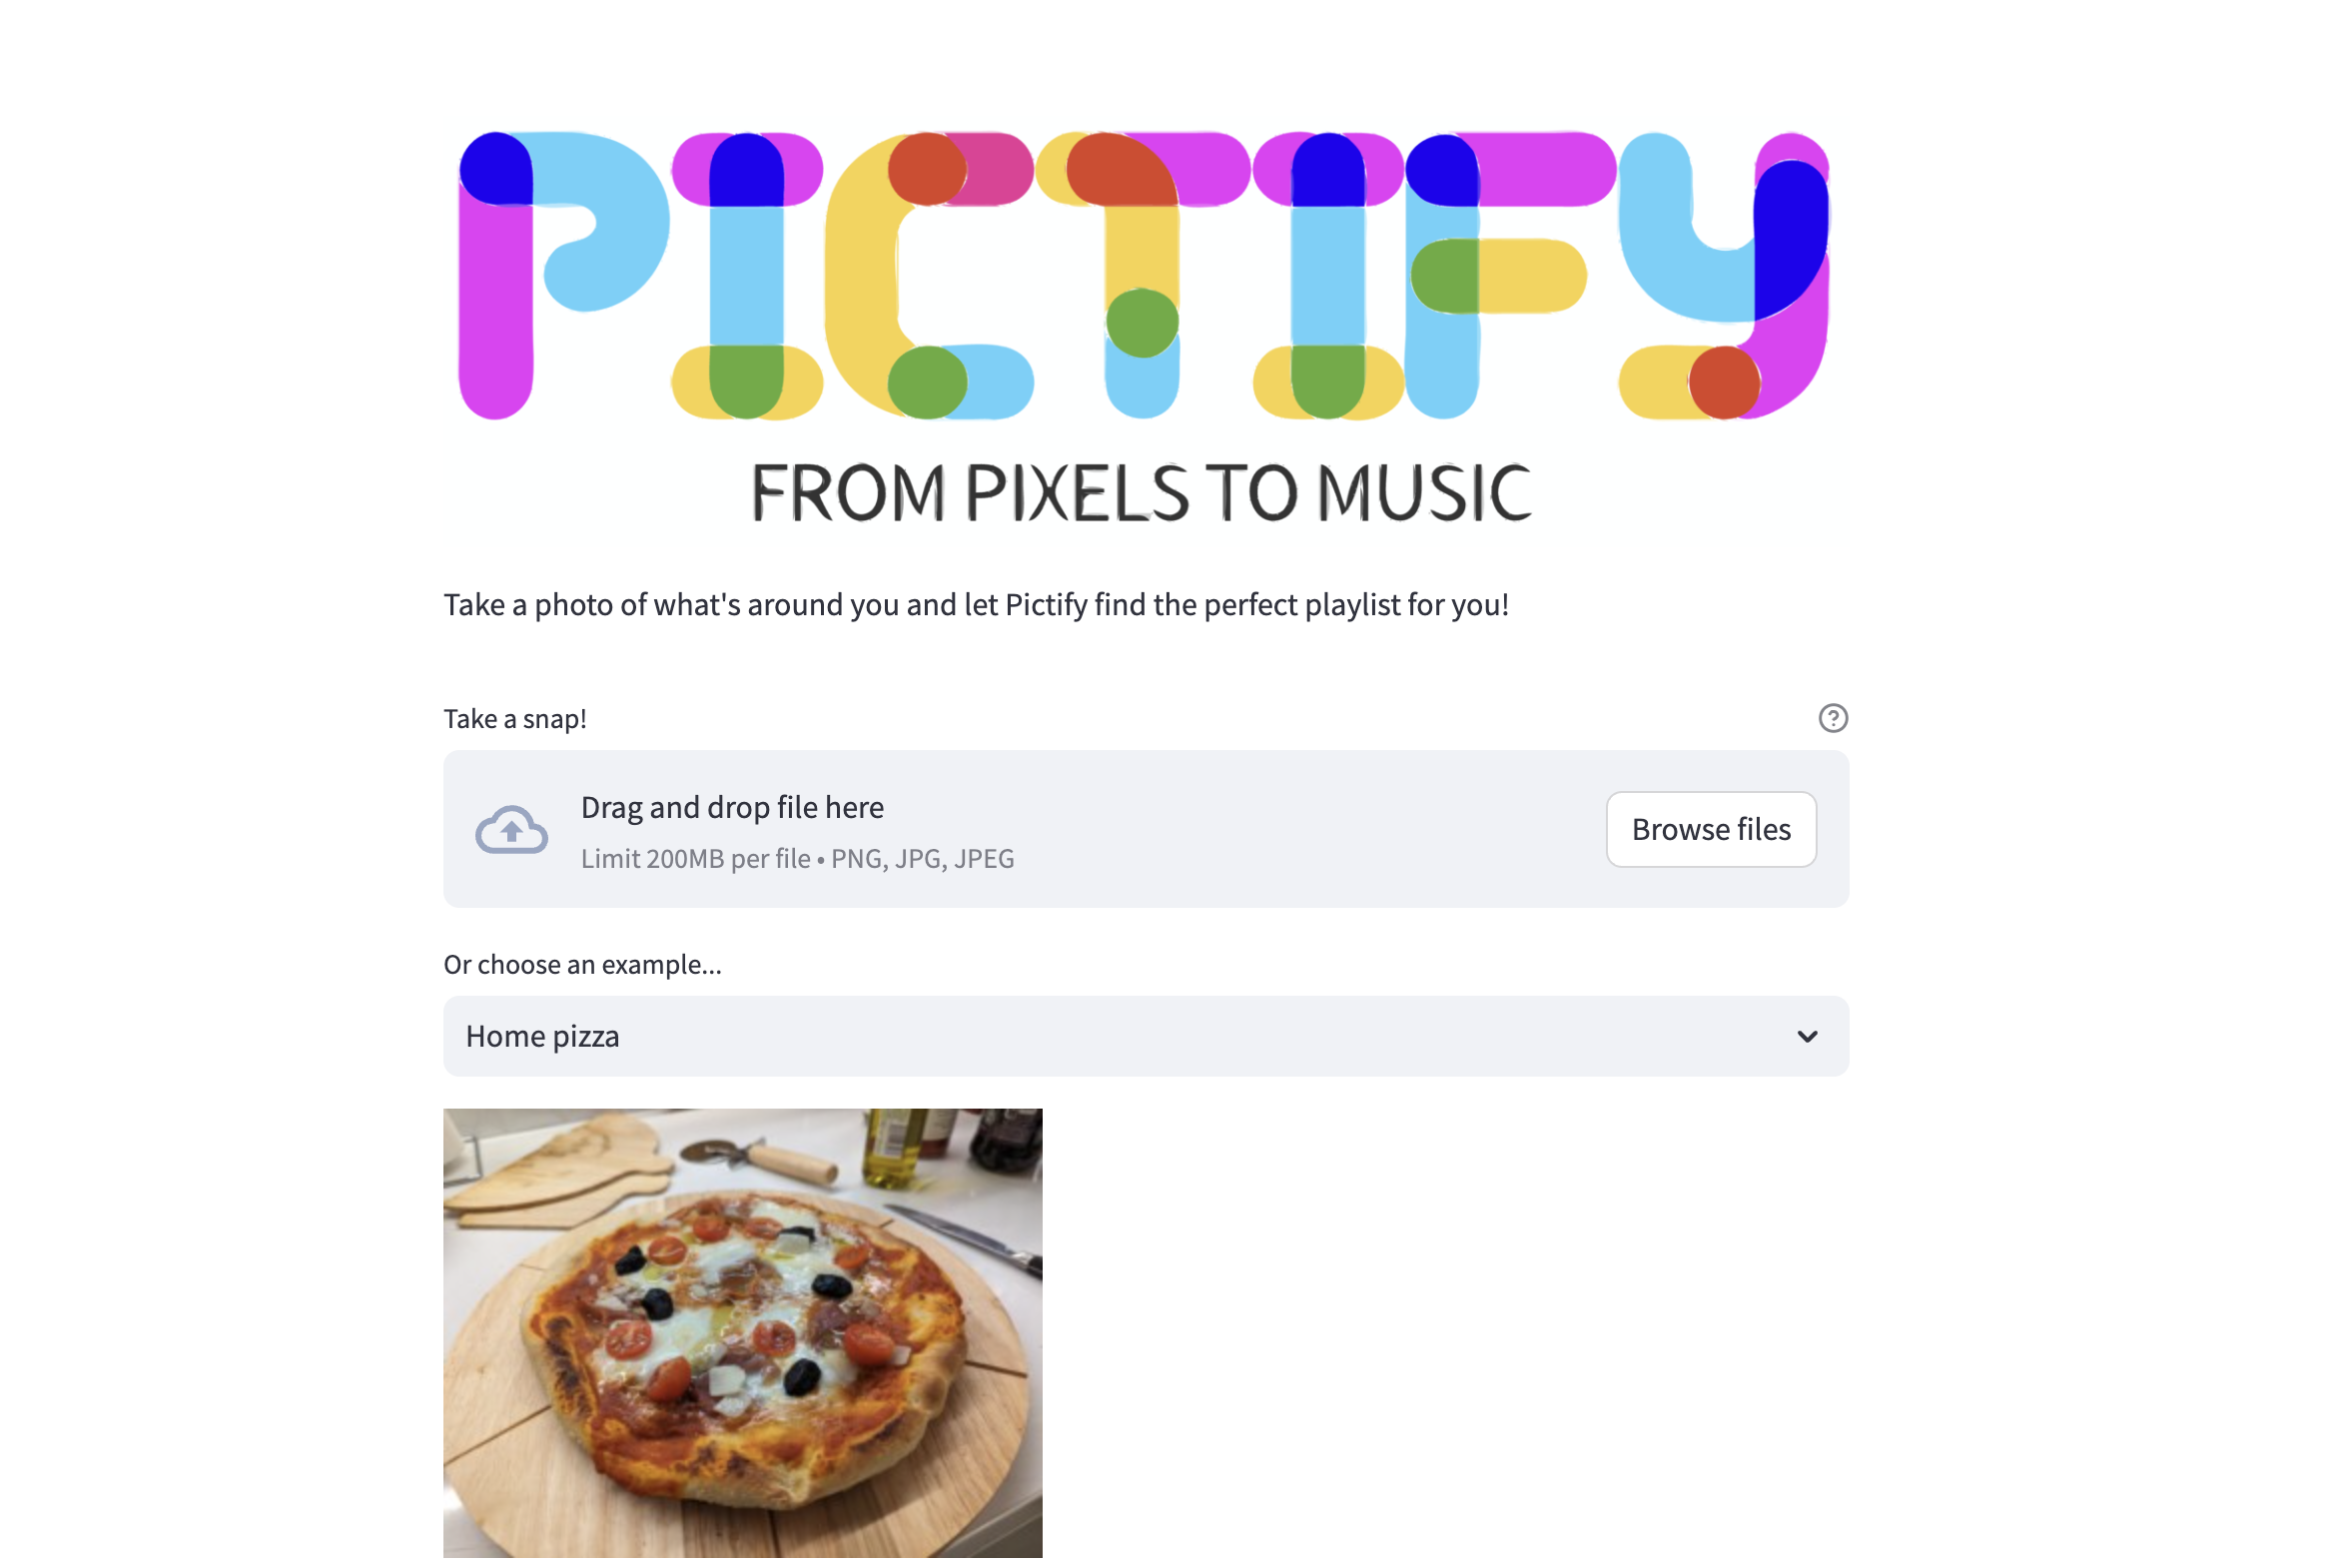 PICTIFY
FROM PIXELS TO MUSIC
Take a photo of what's around you and let Pictify find the perfect playlist for you!
Take a snap!
Drag and drop file here
Limit 200MB per file • PNG, JPG, JPEG
Browse files
Or choose an example...
Home pizza